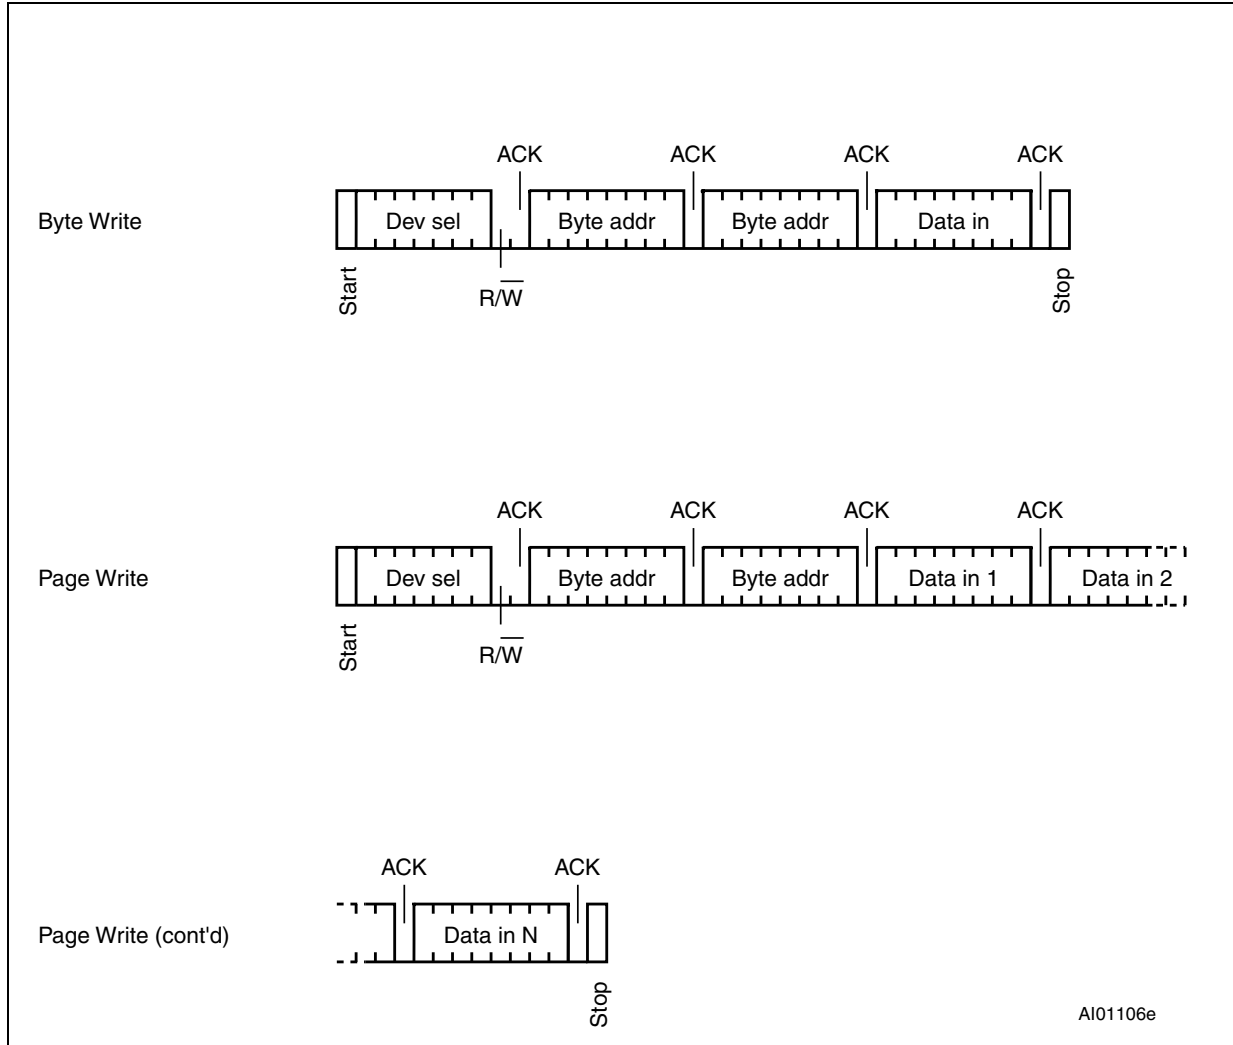 ACK ACK ACK ACK
Byte Write Dev sel Byte addr Byte addr Data in
Start R/W̅ Stop
ACK ACK ACK ACK
Page Write Dev sel Byte addr Byte addr Data in 1 Data in 2
Start R/W̅
ACK ACK
Page Write (cont'd) Data in N
Stop
AI01106e